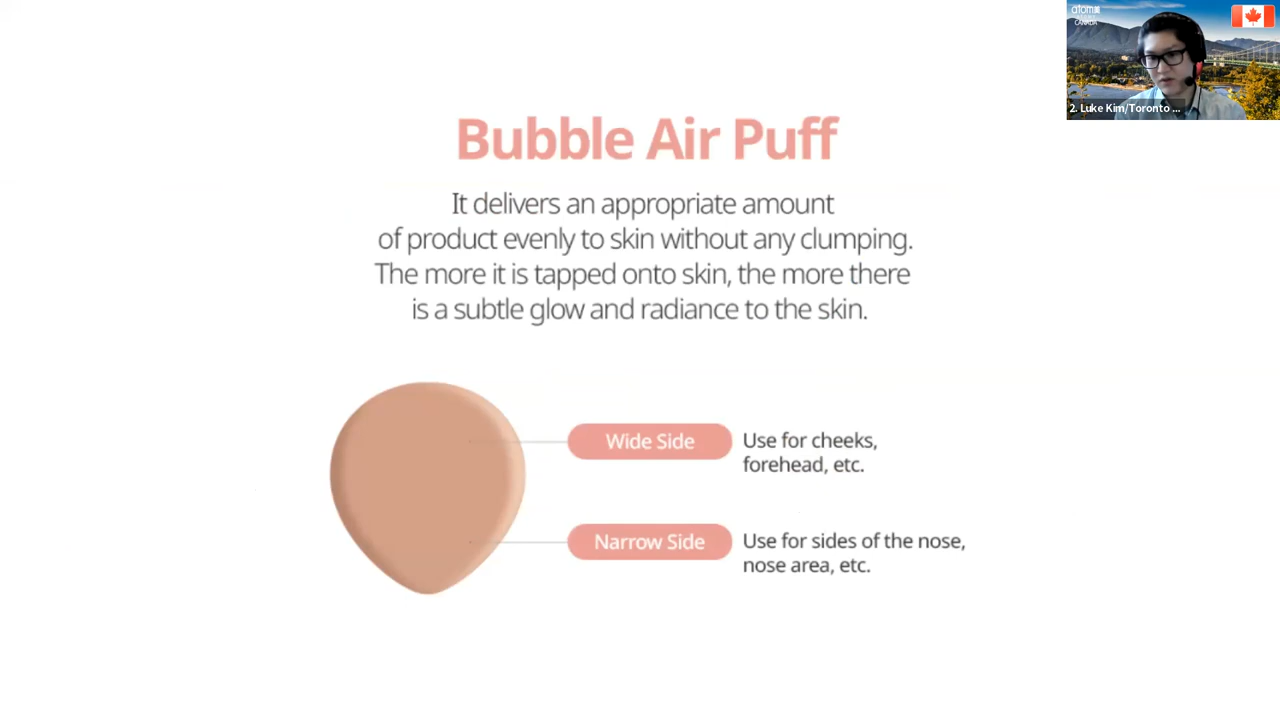 atom
CANADA
2. Luke Kim/Toronto ...
Bubble Air Puff
It delivers an appropriate amount
of product evenly to skin without any clumping.
The more it is tapped onto skin, the more there
is a subtle glow and radiance to the skin.
Wide Side
Use for cheeks,
forehead, etc.
Narrow Side
Use for sides of the nose,
nose area, etc.